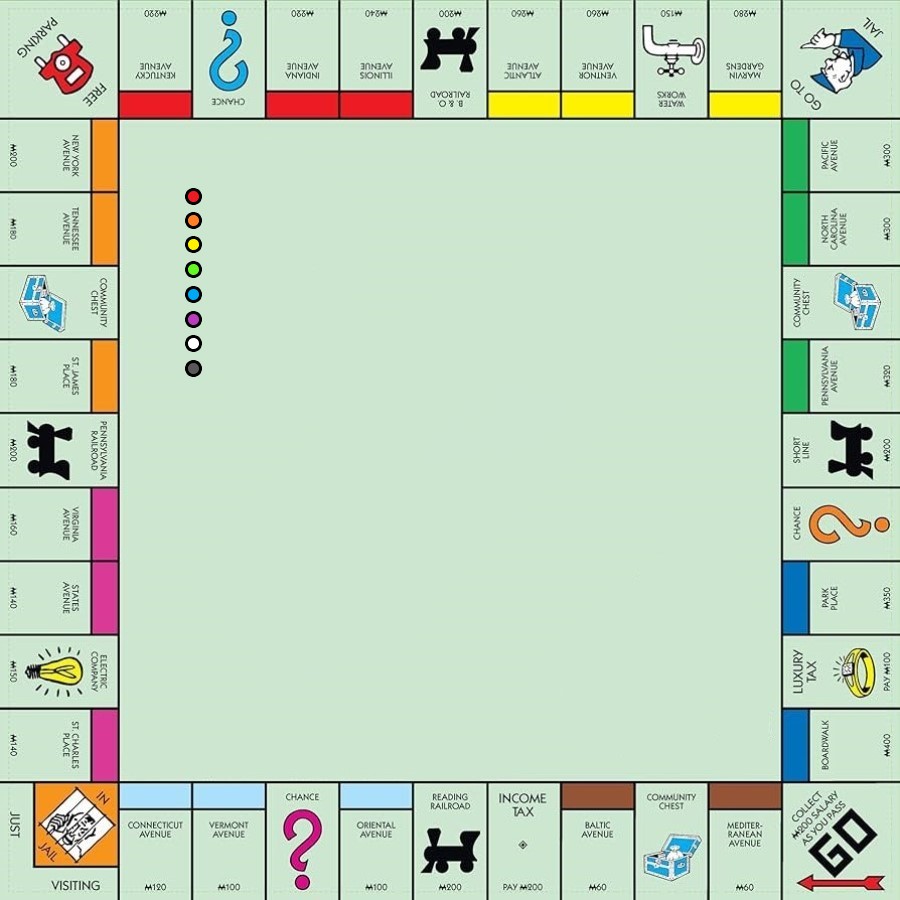 FREE
PARKING
KENTUCKY
AVENUE
₩220
CHANCE
INDIANA
AVENUE
₩220
ILLINOIS
AVENUE
₩240
B. & O.
RAILROAD
₩200
ATLANTIC
AVENUE
₩260
VENTNOR
AVENUE
₩260
WATER
WORKS
₩150
MARVIN
GARDENS
₩280
GO TO
JAIL
NEW YORK
AVENUE
₩200
TENNESSEE
AVENUE
₩180
COMMUNITY
CHEST
ST. JAMES
PLACE
₩180
PENNSYLVANIA
RAILROAD
₩200
VIRGINIA
AVENUE
₩160
STATES
AVENUE
₩140
ELECTRIC
COMPANY
₩150
ST. CHARLES
PLACE
₩140
PACIFIC
AVENUE
₩300
NORTH
CAROLINA
AVENUE
₩300
COMMUNITY
CHEST
PENNSYLVANIA
AVENUE
₩320
SHORT
LINE
₩200
CHANCE
PARK
PLACE
₩350
LUXURY
TAX
PAY ₩100
BOARDWALK
₩400
IN
JAIL
JUST
VISITING
CONNECTICUT
AVENUE
₩120
VERMONT
AVENUE
₩100
CHANCE
ORIENTAL
AVENUE
₩100
READING
RAILROAD
₩200
INCOME
TAX
PAY ₩200
BALTIC
AVENUE
₩60
COMMUNITY
CHEST
MEDITER-
RANEAN
AVENUE
₩60
COLLECT
₩200 SALARY
AS YOU PASS
GO